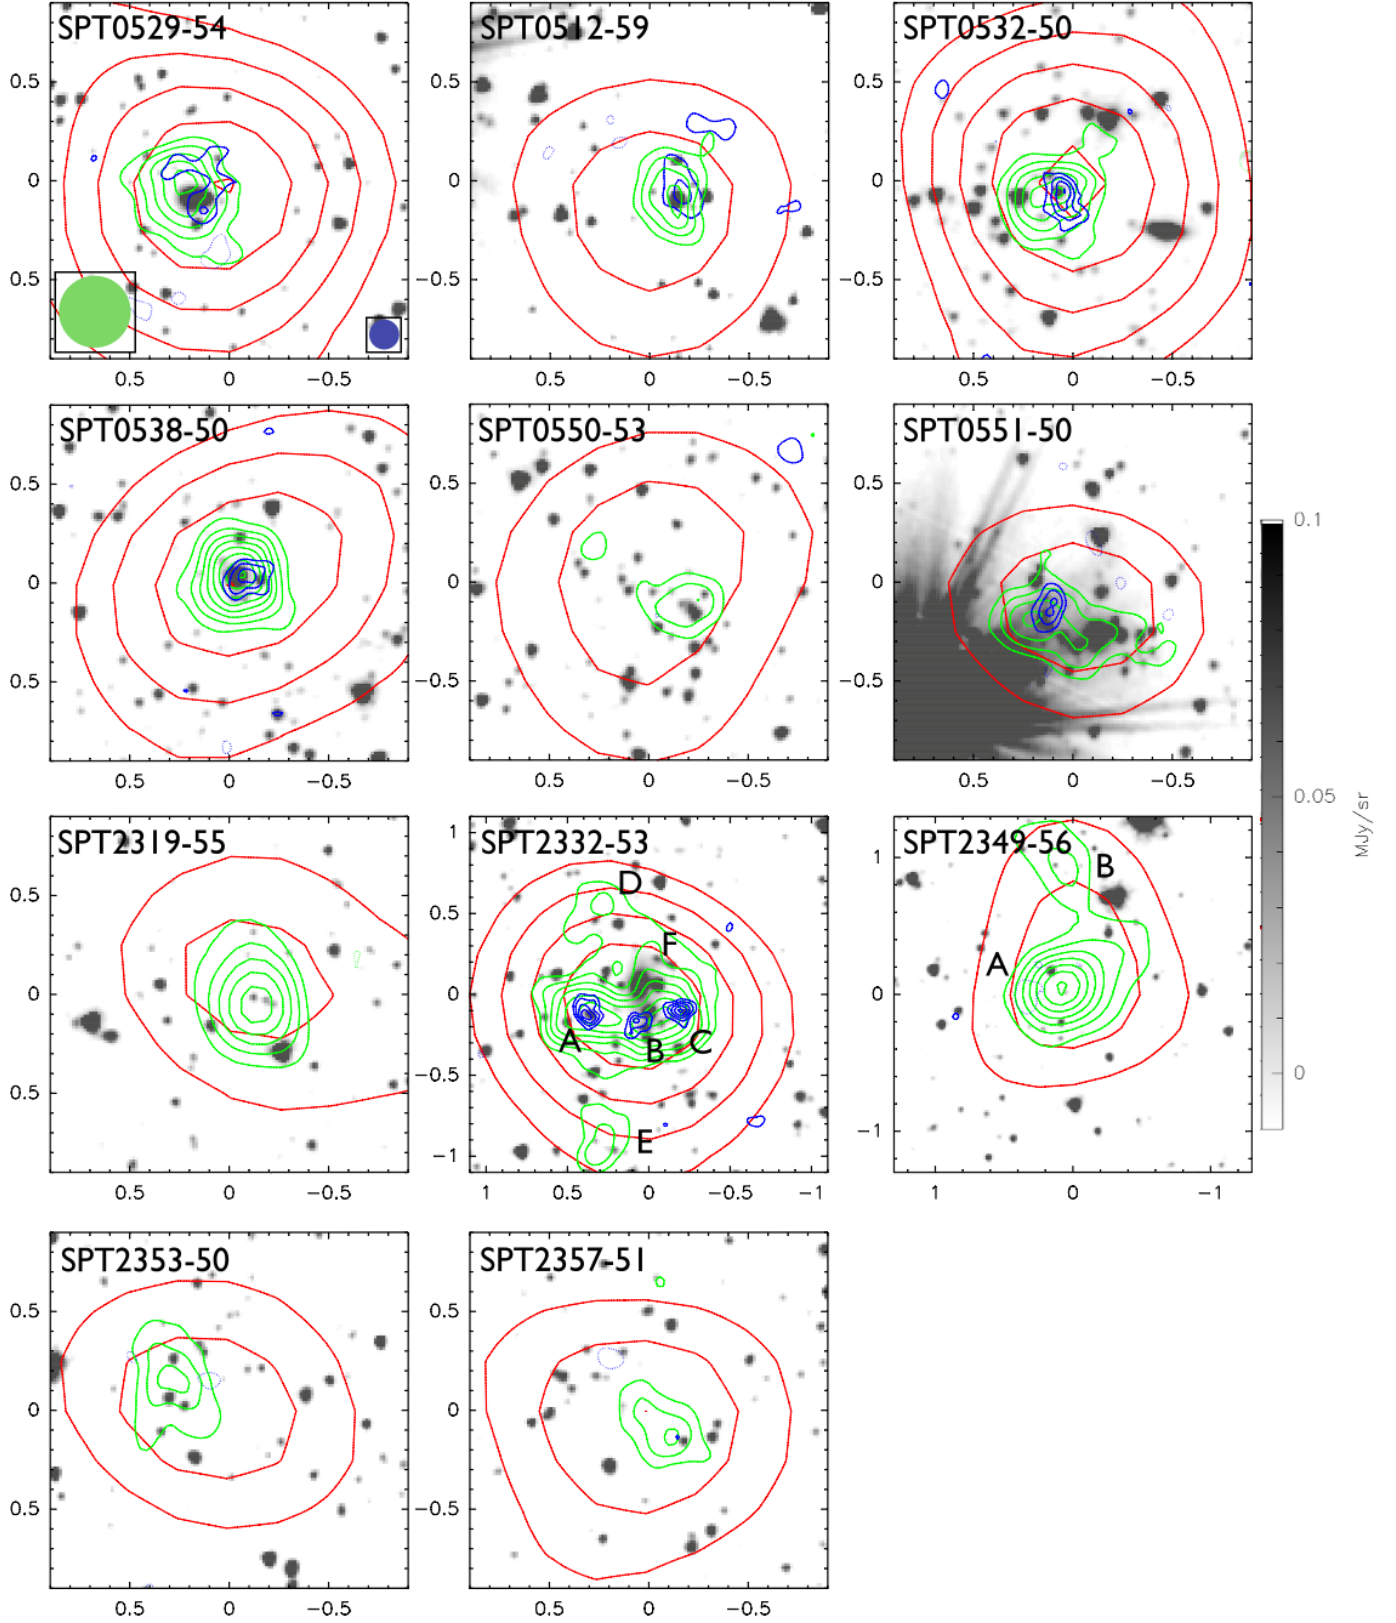 SPT0529-54 SPT0512-59 SPT0532-50
0.5 0.5 0.5
0 0 0
0.5 −0.5 −0.5
0.5 0 −0.5 0.5 0 −0.5 0.5 0 −0.5
SPT0538-50 SPT0550-53 SPT0551-50
0.5 0.5 0.5
0.1
0 0 0
0.5 −0.5 −0.5
0.5 0 −0.5 0.5 0 −0.5 0.5 0 −0.5
0.05
MJy/sr
SPT2319-55 SPT2332-53 SPT2349-56
1
1
D B
0.5 0.5
F
A
0 0 0
A B C
0.5 −0.5
0
E
−1 −1
0.5 0 −0.5 1 0.5 0 −0.5 −1 1 0 −1
SPT2353-50 SPT2357-51
0.5 0.5
0 0
0.5 −0.5
0.5 0 −0.5 0.5 0 −0.5